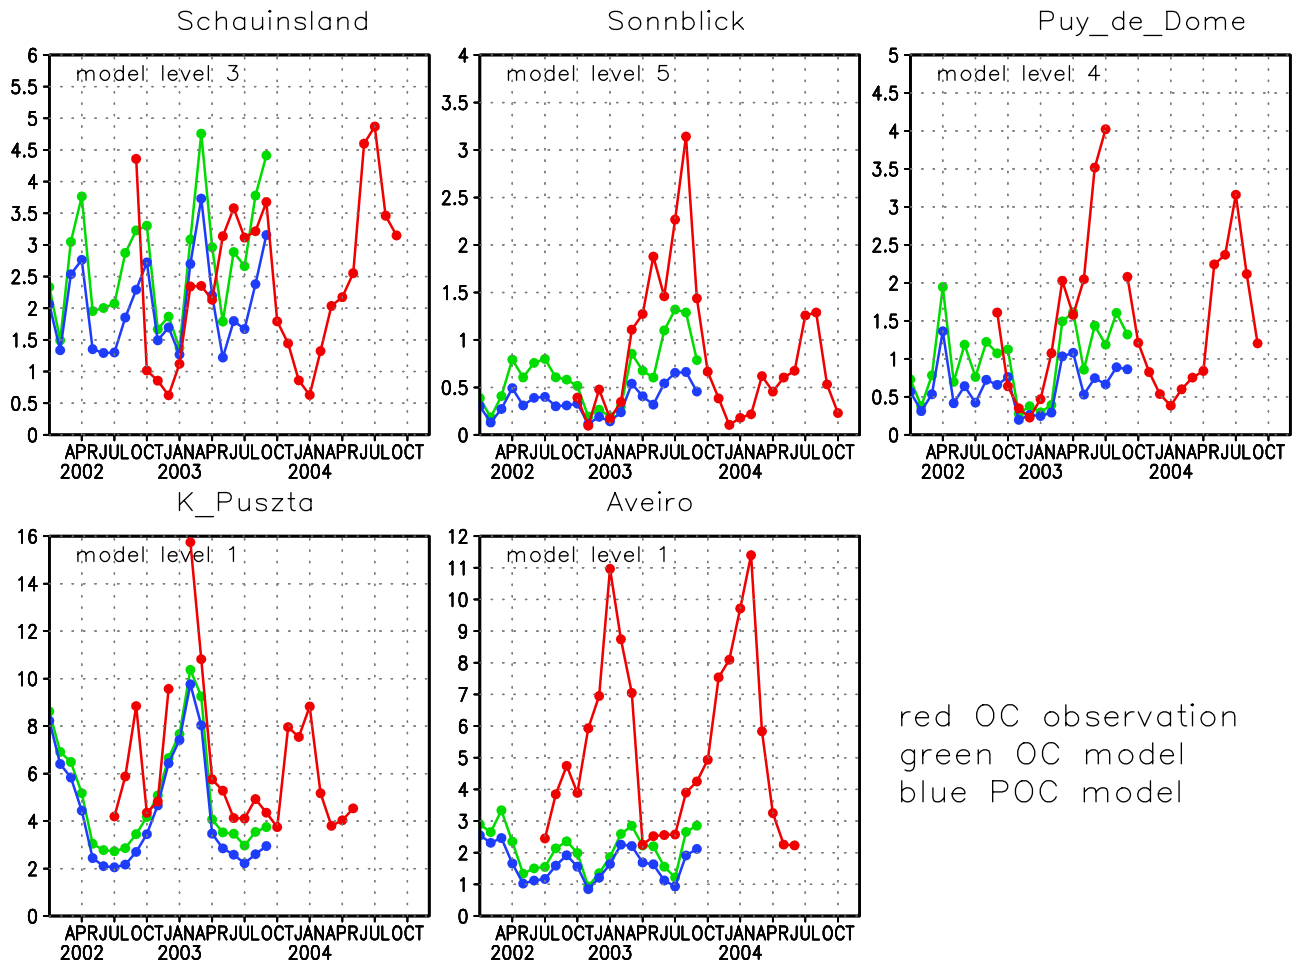 Schauinsland
model level 3
6
5.5
5
4.5
4
3.5
3
2.5
2
1.5
1
0.5
0
APRJULOCTJANAPRJULOCTJANAPRJULOCT
2002 2003 2004
Sonnblick
model level 5
4
3.5
3
2.5
2
1.5
1
0.5
0
APRJULOCTJANAPRJULOCTJANAPRJULOCT
2002 2003 2004
Puy_de_Dome
model level 4
5
4.5
4
3.5
3
2.5
2
1.5
1
0.5
0
APRJULOCTJANAPRJULOCTJANAPRJULOCT
2002 2003 2004
K_Puszta
model level 1
16
14
12
10
8
6
4
2
0
APRJULOCTJANAPRJULOCTJANAPRJULOCT
2002 2003 2004
Aveiro
model level 1
12
11
10
9
8
7
6
5
4
3
2
1
0
APRJULOCTJANAPRJULOCTJANAPRJULOCT
2002 2003 2004
red OC observation
green OC model
blue POC model